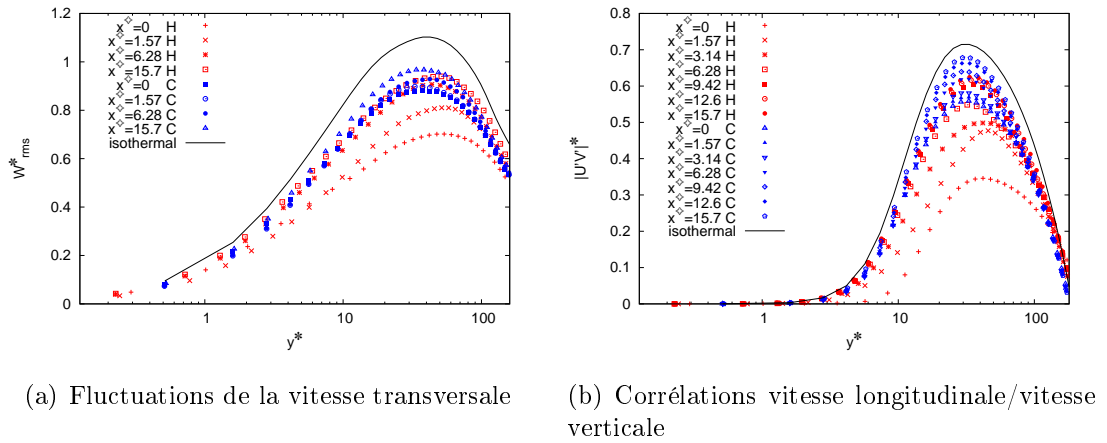 x✧=0 H
x✧=1.57 H
x✧=6.28 H
x✧=15.7 H
x✧=0 C
x✧=1.57 C
x✧=6.28 C
x✧=15.7 C
isothermal
1.2
1
0.8
0.6
0.4
0.2
0
1 10 100
W*rms
y*
x✧=0 H
x✧=1.57 H
x✧=3.14 H
x✧=6.28 H
x✧=9.42 H
x✧=12.6 H
x✧=15.7 H
x✧=0 C
x✧=1.57 C
x✧=3.14 C
x✧=6.28 C
x✧=9.42 C
x✧=12.6 C
x✧=15.7 C
isothermal
0.8
0.7
0.6
0.5
0.4
0.3
0.2
0.1
0
1 10 100
|U'V'|*
y*
(a) Fluctuations de la vitesse transversale
(b) Corrélations vitesse longitudinale/vitesse
verticale